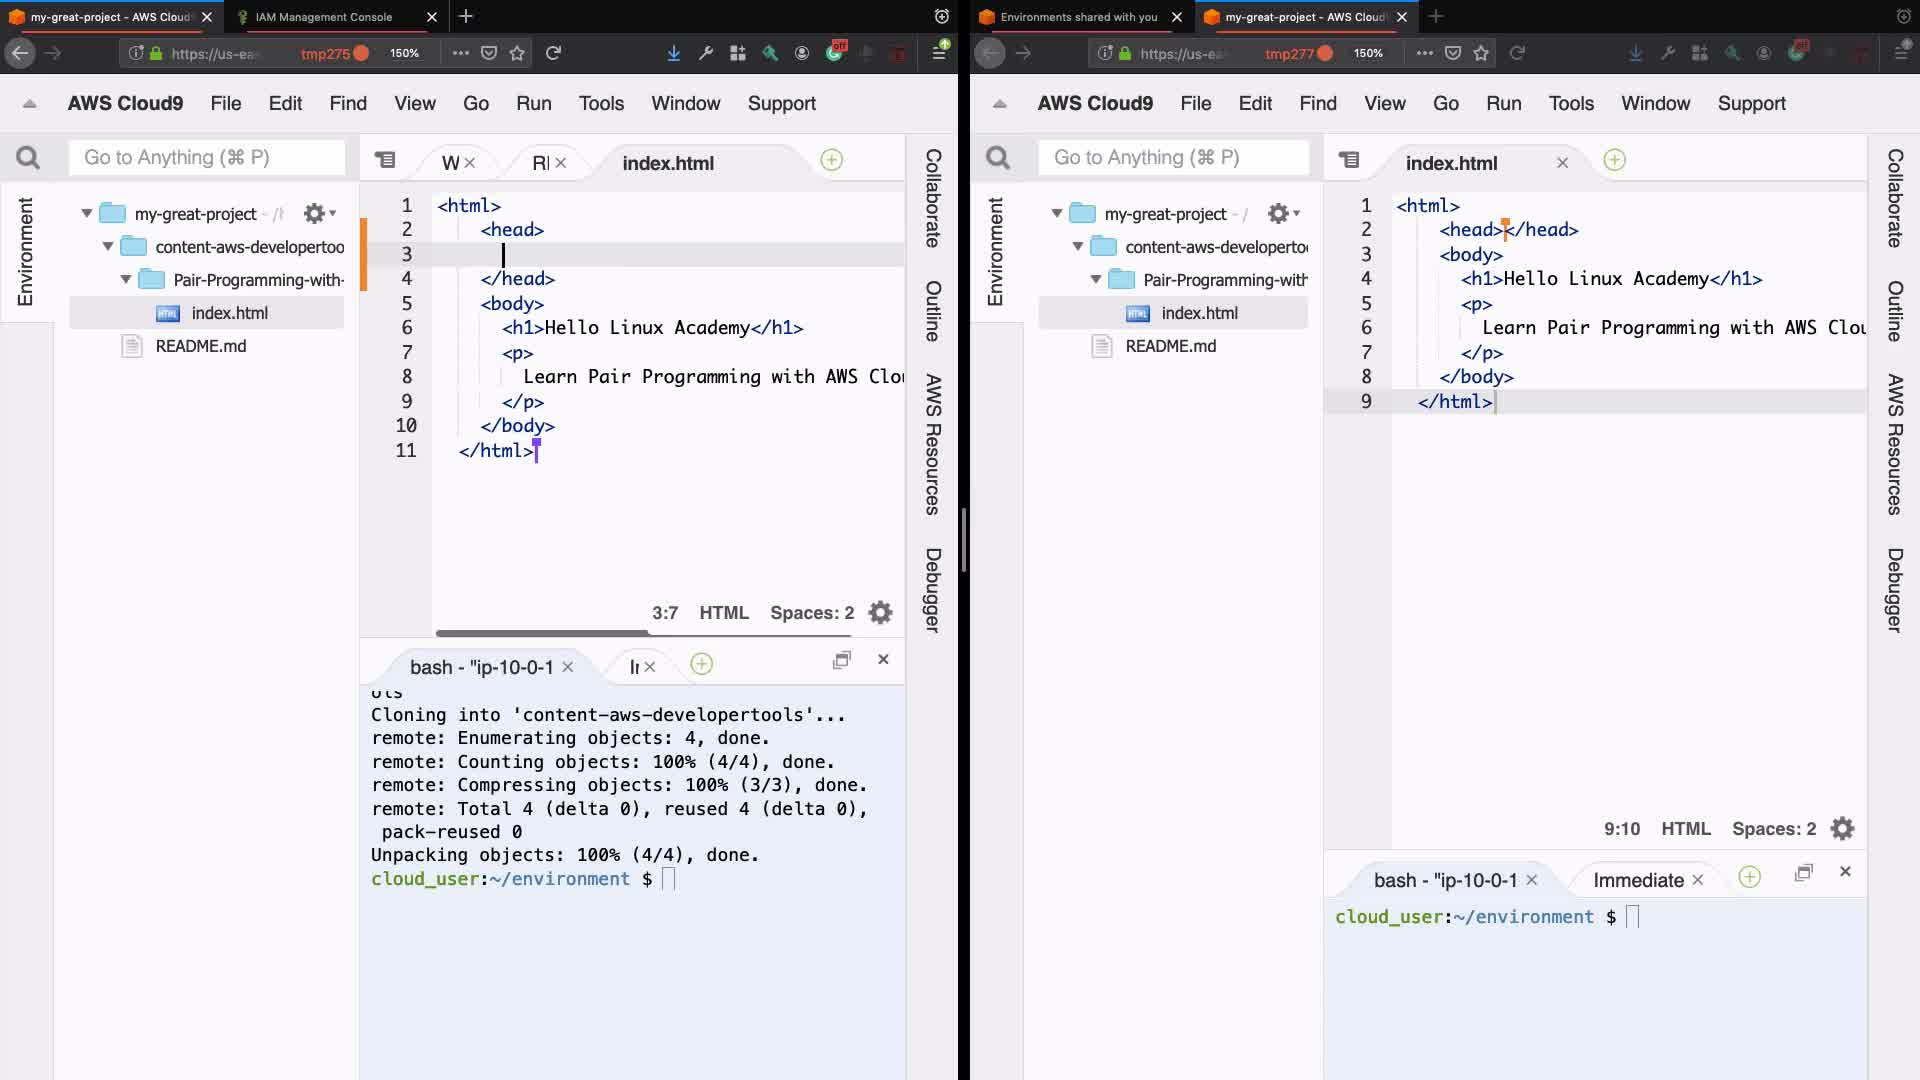 my-great-project - AWS Cloud9
IAM Management Console
https://us-eas
tmp275
150%
off
AWS Cloud9 File Edit Find View Go Run Tools Window Support
Go to Anything (⌘ P)
W
index.html
Environment
my-great-project - /h
content-aws-developertoo
Pair-Programming-with-
index.html
README.md
1 <html>
2 <head>
3
4 </head>
5 <body>
6 <h1>Hello Linux Academy</h1>
7 <p>
8 Learn Pair Programming with AWS Clou
9 </p>
10 </body>
11 </html>
3:7 HTML Spaces: 2
Collaborate
Outline
AWS Resources
Debugger
bash - "ip-10-0-1
ols
Cloning into 'content-aws-developertools'...
remote: Enumerating objects: 4, done.
remote: Counting objects: 100% (4/4), done.
remote: Compressing objects: 100% (3/3), done.
remote: Total 4 (delta 0), reused 4 (delta 0),
pack-reused 0
Unpacking objects: 100% (4/4), done.
cloud_user:~/environment $
Environments shared with you
my-great-project - AWS Cloud9
https://us-eas
tmp277
150%
off
AWS Cloud9 File Edit Find View Go Run Tools Window Support
Go to Anything (⌘ P)
index.html
Environment
my-great-project - /
content-aws-developertoo
Pair-Programming-with
index.html
README.md
1 <html>
2 <head></head>
3 <body>
4 <h1>Hello Linux Academy</h1>
5 <p>
6 Learn Pair Programming with AWS Clou
7 </p>
8 </body>
9 </html>
9:10 HTML Spaces: 2
Collaborate
Outline
AWS Resources
Debugger
bash - "ip-10-0-1
Immediate
cloud_user:~/environment $